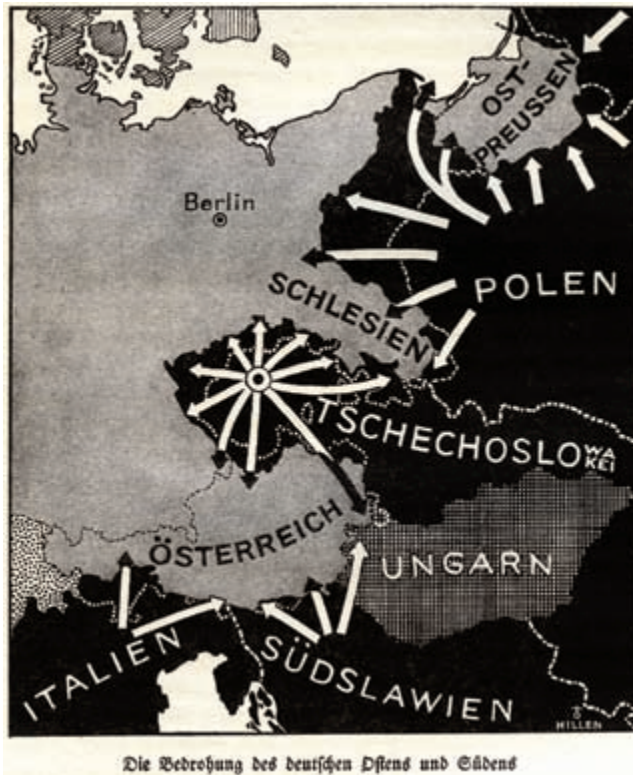 OST-
PREUSSEN
Berlin
POLEN
SCHLESIEN
TSCHECHOSLOWAKEI
ÖSTERREICH
UNGARN
ITALIEN
SÜDSLAWIEN
HILLEN
Die Bedrohung des deutschen Ostens und Südens